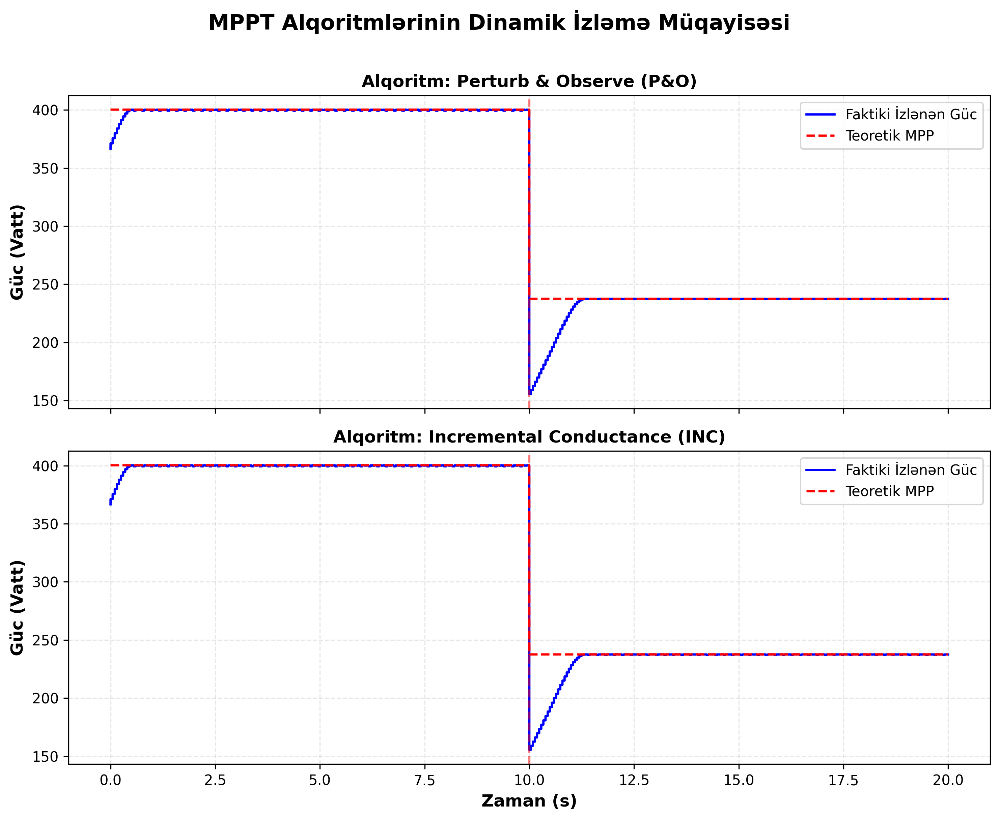 MPPT Alqoritmlərinin Dinamik İzləmə Müqayisəsi
Alqoritm: Perturb & Observe (P&O)
Güc (Vatt)
400
350
300
250
200
150
Faktiki İzlənən Güc
Teoretik MPP
Alqoritm: Incremental Conductance (INC)
Güc (Vatt)
400
350
300
250
200
150
Faktiki İzlənən Güc
Teoretik MPP
0.0 2.5 5.0 7.5 10.0 12.5 15.0 17.5 20.0
Zaman (s)